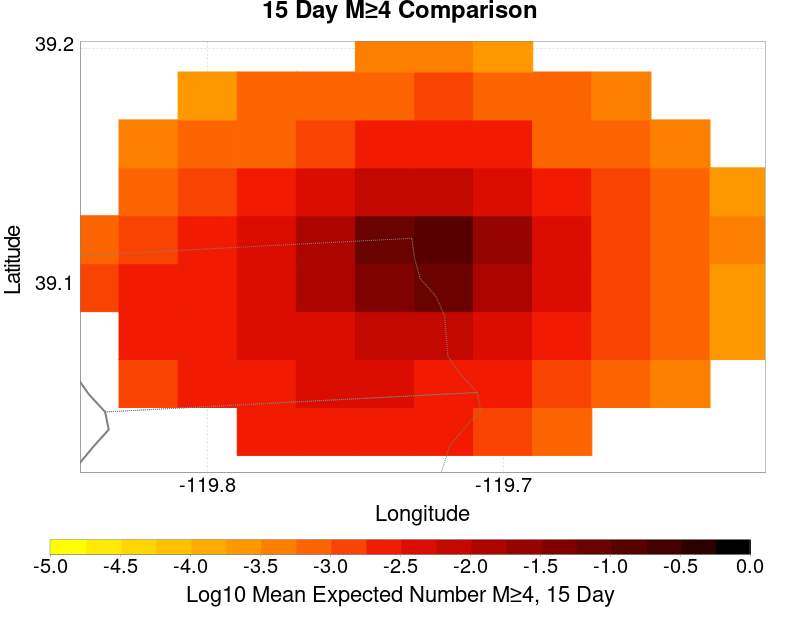 15 Day M≥4 Comparison
39.2
39.1
Latitude
-119.8 -119.7
Longitude
-5.0 -4.5 -4.0 -3.5 -3.0 -2.5 -2.0 -1.5 -1.0 -0.5 0.0
Log10 Mean Expected Number M≥4, 15 Day